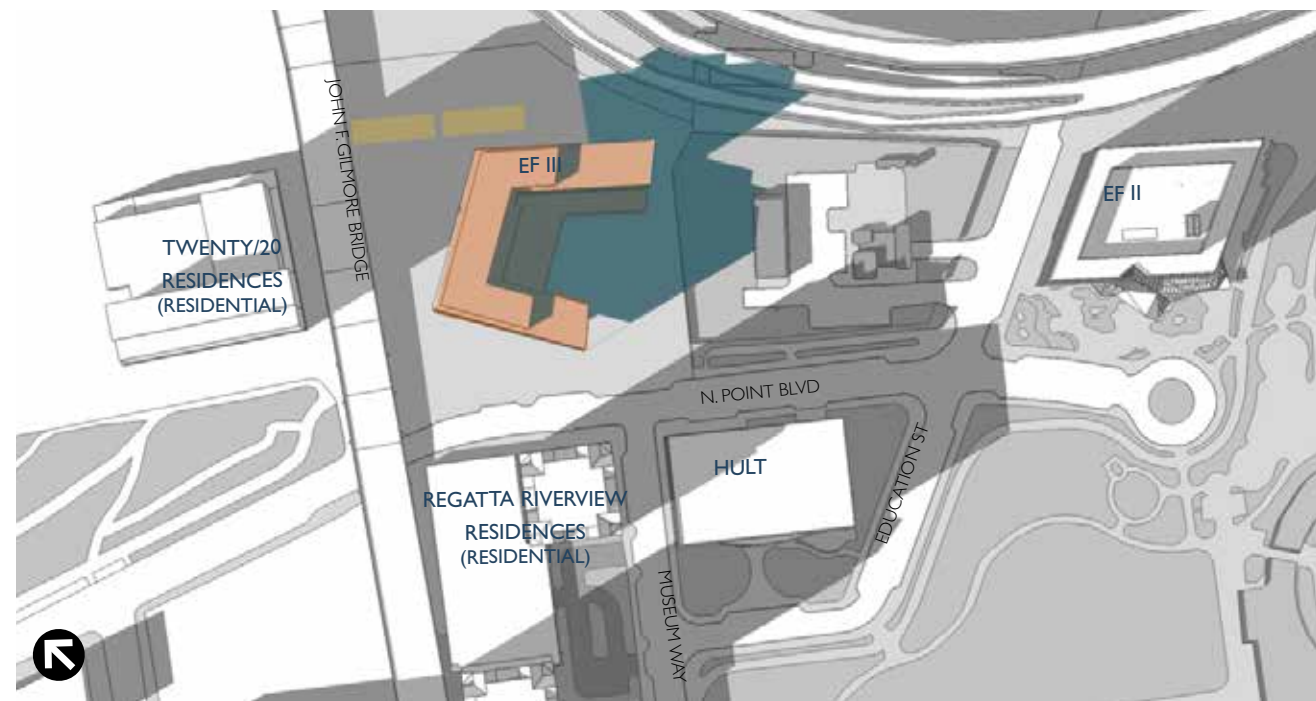 JOHN F. GILMORE BRIDGE
EF III
EF II
TWENTY/20
RESIDENCES
(RESIDENTIAL)
N. POINT BLVD
HULT
EDUCATION ST
REGATTA RIVERVIEW
RESIDENCES
(RESIDENTIAL)
MUSEUM WAY